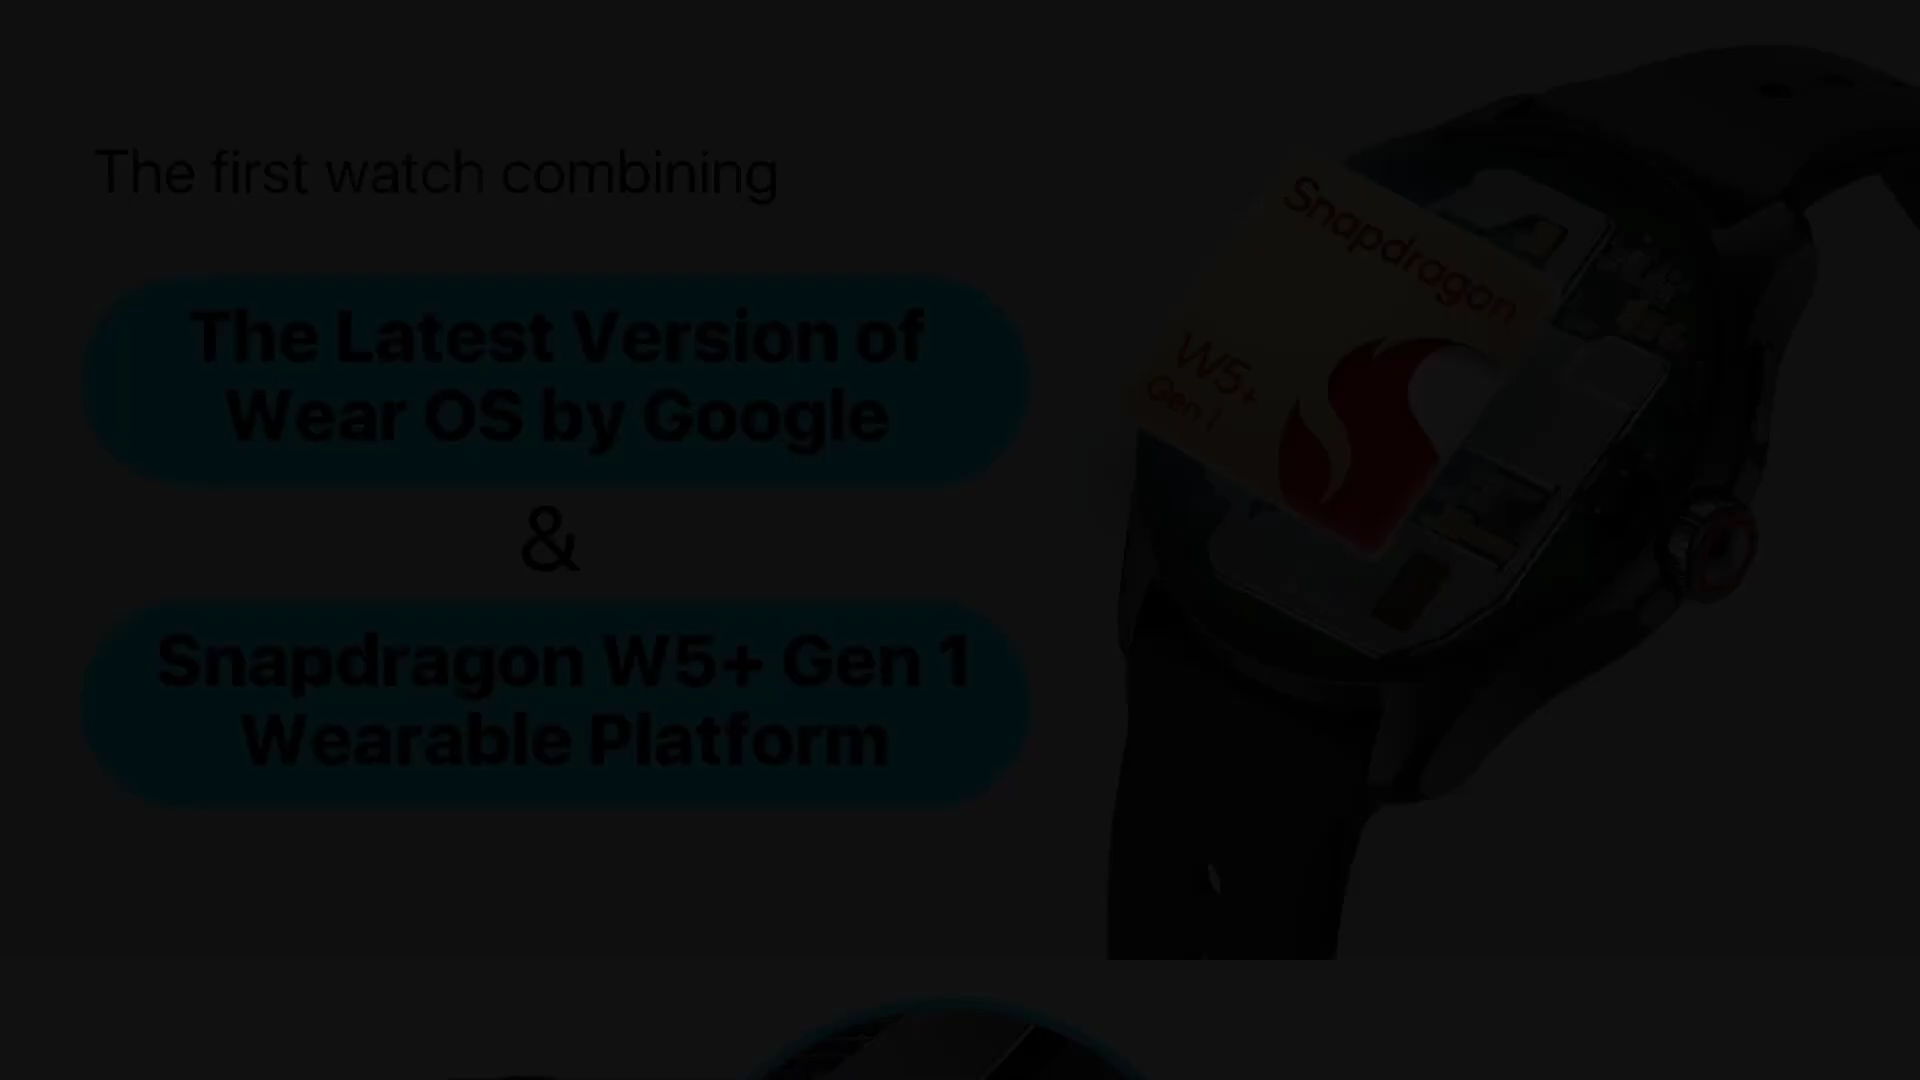 The first watch combining
The Latest Version of
Wear OS by Google
&
Snapdragon W5+ Gen 1
Wearable Platform
Snapdragon
W5+
Gen 1